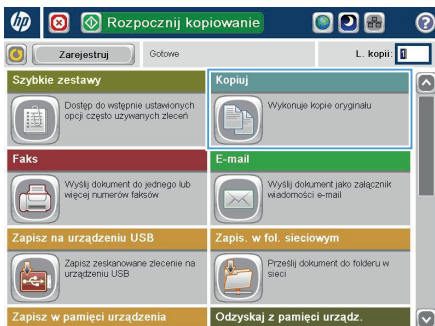 hp
Rozpocznij kopiowanie
?
Zarejestruj
Gotowe
L. kopii: 1
Szybkie zestawy
Kopiuj
Dostęp do wstępnie ustawionych
opcji często używanych zleceń
Wykonuje kopie oryginału
Faks
E-mail
Wyślij dokument do jednego lub
więcej numerów faksów
Wyślij dokument jako załącznik
wiadomości e-mail
Zapisz na urządzeniu USB
Zapis. w fol. sieciowym
Zapisz zeskanowane zlecenie na
urządzeniu USB
Prześlij dokument do folderu w
sieci
Zapisz w pamięci urządzenia
Odzyskaj z pamięci urządz.